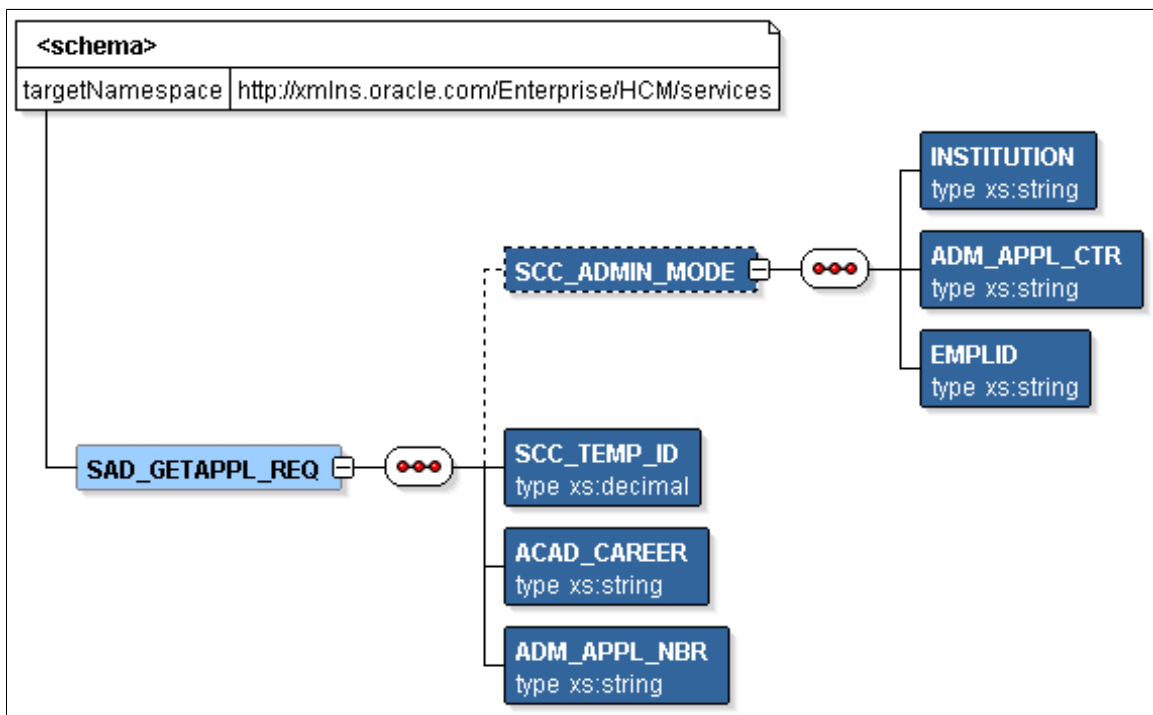 <schema>
targetNamespace http://xmlns.oracle.com/Enterprise/HCM/services
INSTITUTION
type xs:string
SCC_ADMIN_MODE
ADM_APPL_CTR
type xs:string
EMPLID
type xs:string
SAD_GETAPPL_REQ
SCC_TEMP_ID
type xs:decimal
ACAD_CAREER
type xs:string
ADM_APPL_NBR
type xs:string